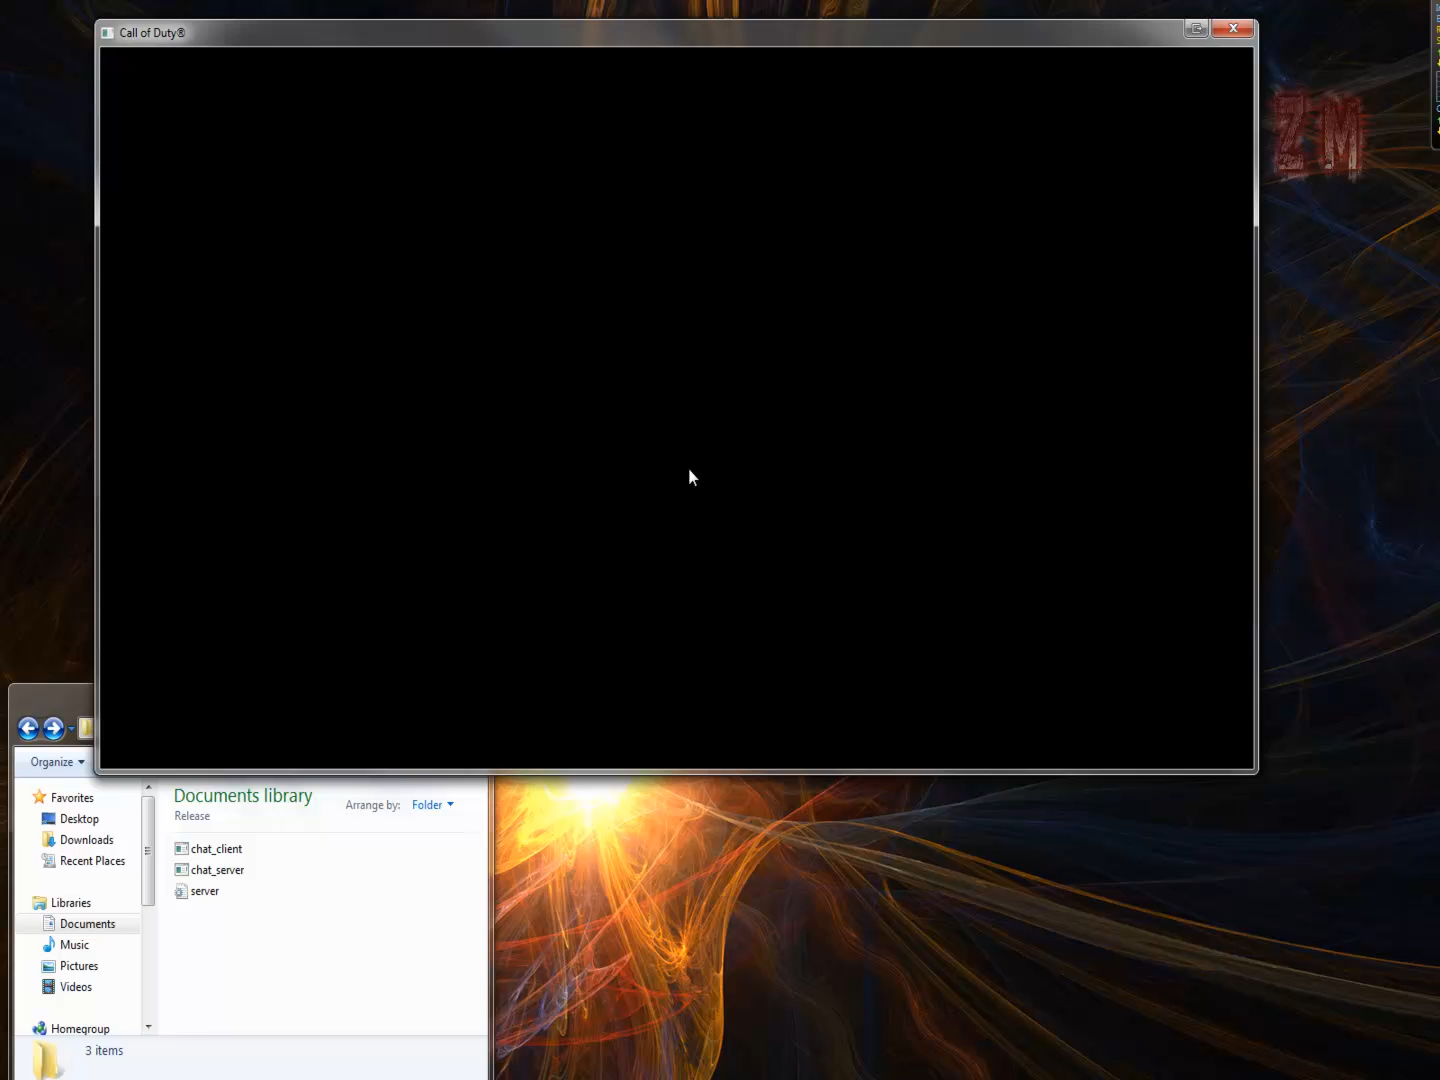 Call of Duty®
ZM
Organize
Favorites
Desktop
Downloads
Recent Places
Libraries
Documents
Music
Pictures
Videos
Homegroup
Documents library
Release
Arrange by: Folder
chat_client
chat_server
server
3 items